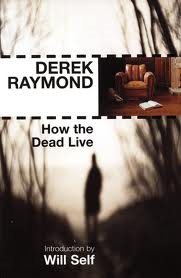 DEREK
RAYMOND
How the
Dead Live
Introduction by
Will Self